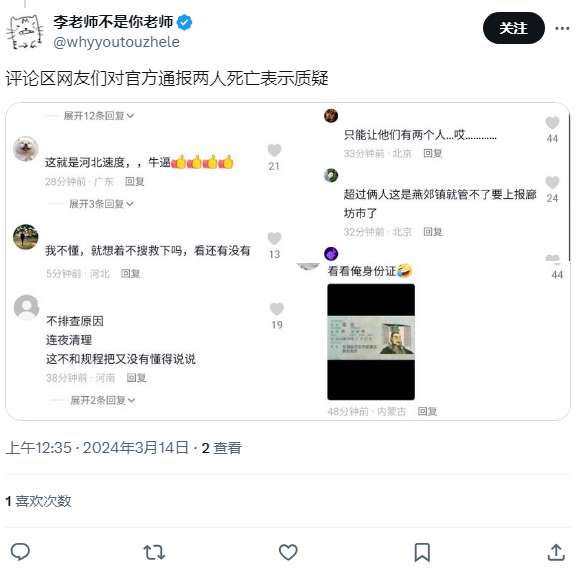 李老师不是你老师
@whyyoutouzhele
关注
评论区网友们对官方通报两人死亡表示质疑
展开12条回复
这就是河北速度，，牛逼👍👍👍👍
21
28分钟前 · 广东 回复
展开3条回复
我不懂，就想着不搜救下吗，看还有没有
13
5分钟前 · 河北 回复
不排查原因
19
连夜清理
这不和规程把又没有懂得说说
38分钟前 · 河南 回复
展开2条回复
只能让他们有两个人...哎............
44
33分钟前 · 北京 回复
超过俩人这是燕郊镇就管不了要上报廊
24
坊市了
32分钟前 · 北京 回复
看看俺身份证🤣
44
48分钟前 · 内蒙古 回复
上午12:35 · 2024年3月14日 · 2 查看
1 喜欢次数